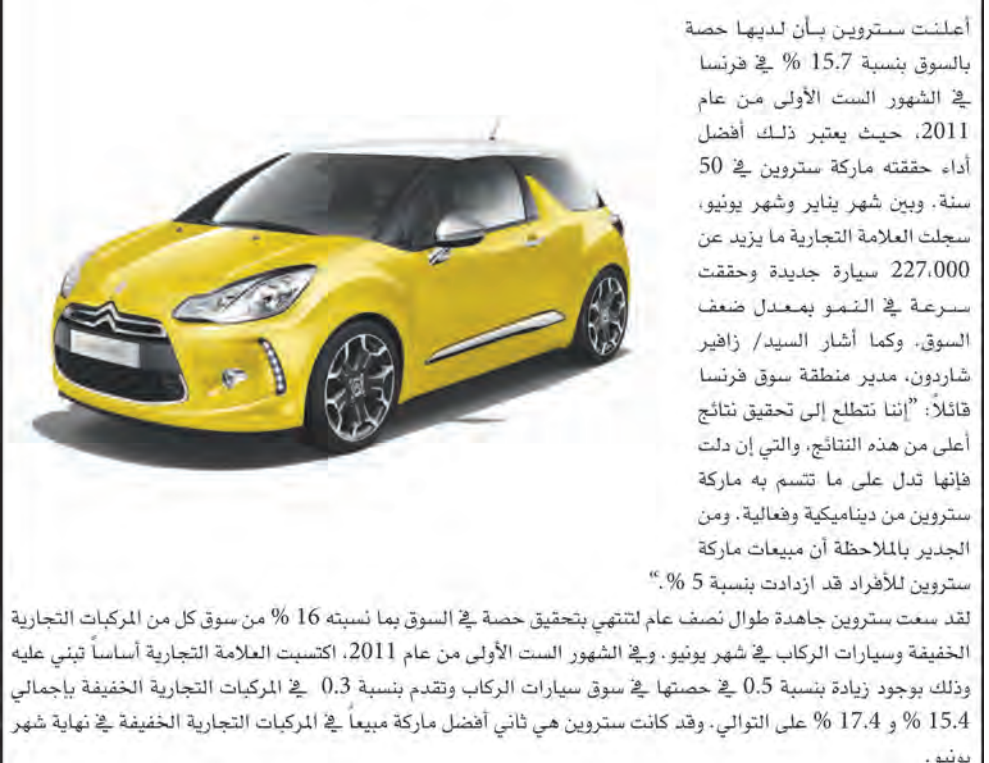 أعلنت ستروين بأن لديها حصة
بالسوق بنسبة 15.7 % في فرنسا
في الشهور الست الأولى من عام
2011، حيث يعتبر ذلك أفضل
أداء حققته ماركة ستروين في 50
سنة. وبين شهر يناير وشهر يونيو،
سجلت العلامة التجارية ما يزيد عن
227.000 سيارة جديدة وحققت
سرعة في النمو بمعدل ضعف
السوق. وكما أشار السيد/ زافير
شاردون، مدير منطقة سوق فرنسا
قائلاً: ”إننا نتطلع إلى تحقيق نتائج
أعلى من هذه النتائج، والتي إن دلت
فإنها تدل على ما تتسم به ماركة
ستروين من ديناميكية وفعالية. ومن
الجدير بالملاحظة أن مبيعات ماركة
ستروين للأفراد قد ازدادت بنسبة 5 %.“
لقد سعت ستروين جاهدة طوال نصف عام لتنتهي بتحقيق حصة في السوق بما نسبته 16 % من سوق كل من المركبات التجارية
الخفيفة وسيارات الركاب في شهر يونيو. وفي الشهور الست الأولى من عام 2011، اكتسبت العلامة التجارية أساساً تبني عليه
وذلك بوجود زيادة بنسبة 0.5 في حصتها في سوق سيارات الركاب وتقدم بنسبة 0.3 في المركبات التجارية الخفيفة بإجمالي
15.4 % و 17.4 % على التوالي. وقد كانت ستروين هي ثاني أفضل ماركة مبيعاً في المركبات التجارية الخفيفة في نهاية شهر
يونيو.